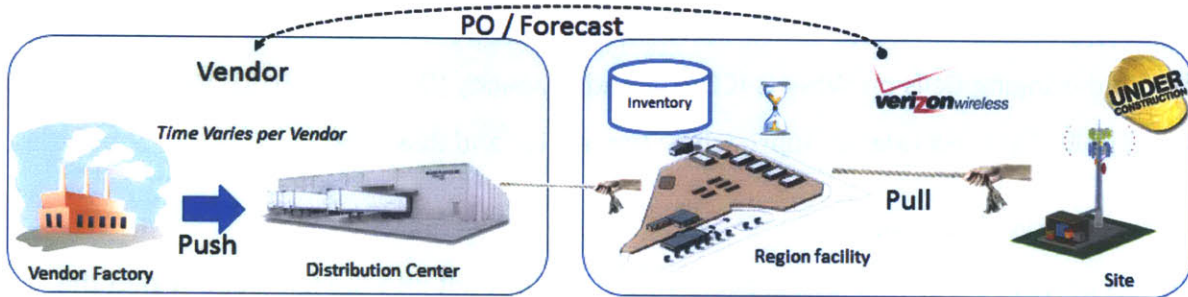 PO / Forecast
Vendor
Time Varies per Vendor
Push
Vendor Factory
Distribution Center
Inventory
verizonwireless
UNDER
CONSTRUCTION
Pull
Region facility
Site